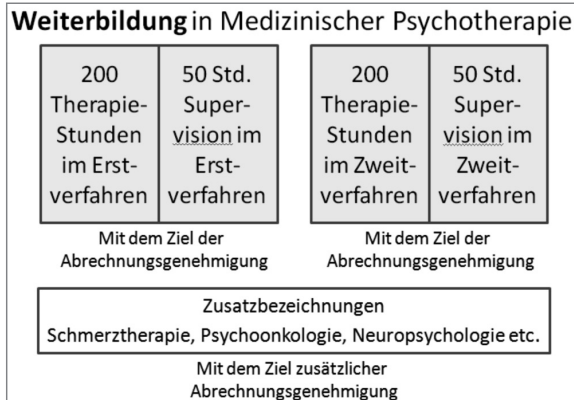 Weiterbildung in Medizinischer Psychotherapie
200
Therapie-
Stunden
im Erst-
verfahren
50 Std.
Super-
vision im
Erst-
verfahren
200
Therapie-
Stunden
im Zweit-
verfahren
50 Std.
Super-
vision im
Zweit-
verfahren
Mit dem Ziel der
Abrechnungsgenehmigung
Mit dem Ziel der
Abrechnungsgenehmigung
Zusatzbezeichnungen
Schmerztherapie, Psychoonkologie, Neuropsychologie etc.
Mit dem Ziel zusätzlicher
Abrechnungsgenehmigung